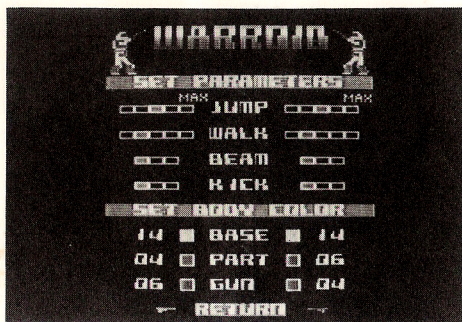 WARROID
SET PARAMETERS
MAX MAX
JUMP
WALK
BEAM
KICK
SET BODY COLOR
14 BASE 14
04 PART 06
06 GUN 04
RETURN